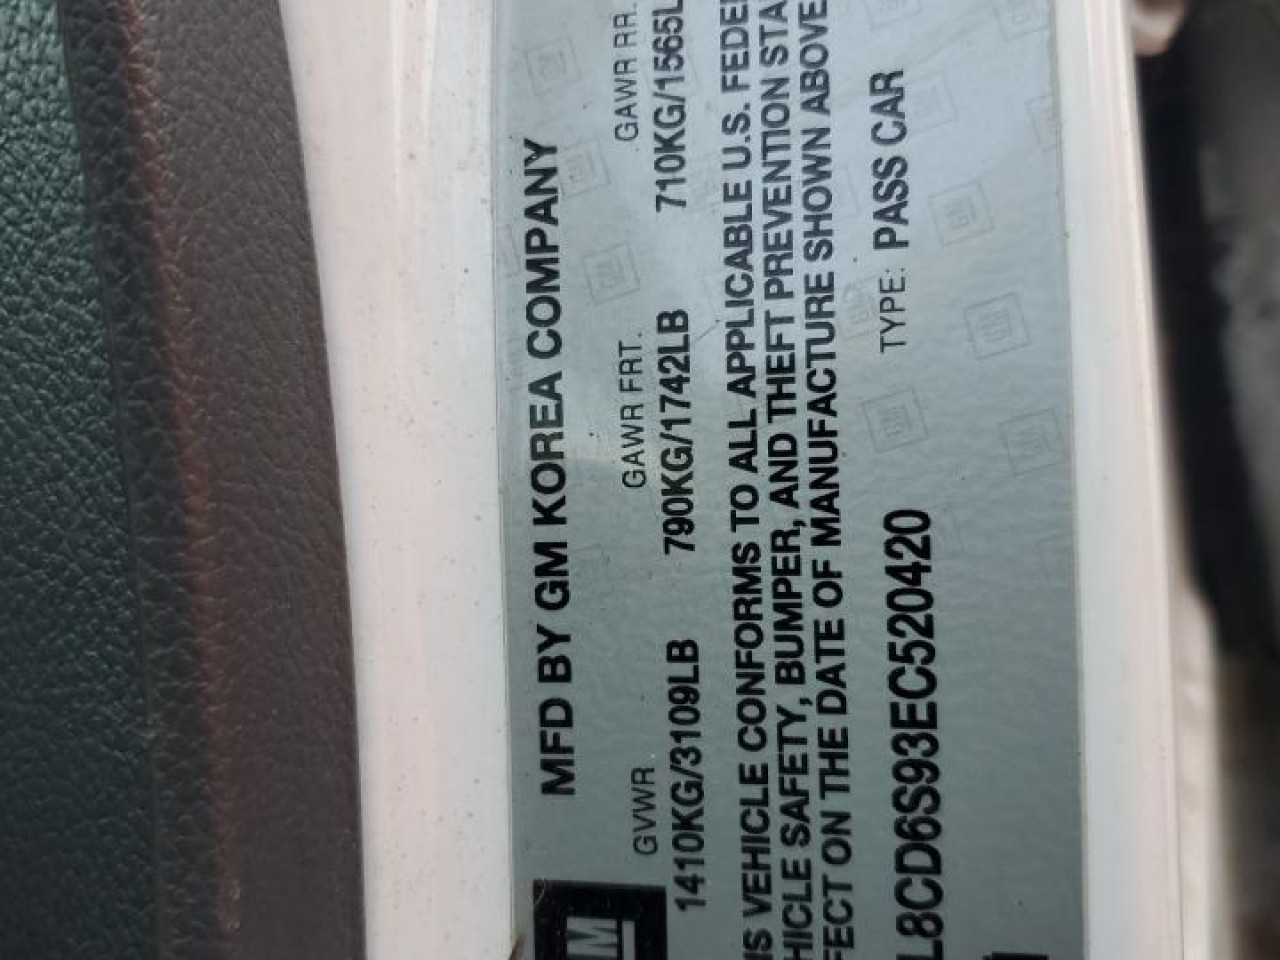 MFD BY GM KOREA COMPANY
GVWR GAWR FRT. GAWR RR.
1410KG/3109LB 790KG/1742LB 710KG/1565L
IS VEHICLE CONFORMS TO ALL APPLICABLE U.S. FEDE
HICLE SAFETY, BUMPER, AND THEFT PREVENTION STA
FECT ON THE DATE OF MANUFACTURE SHOWN ABOVE
L8CD6S93EC520420 TYPE: PASS CAR
GM